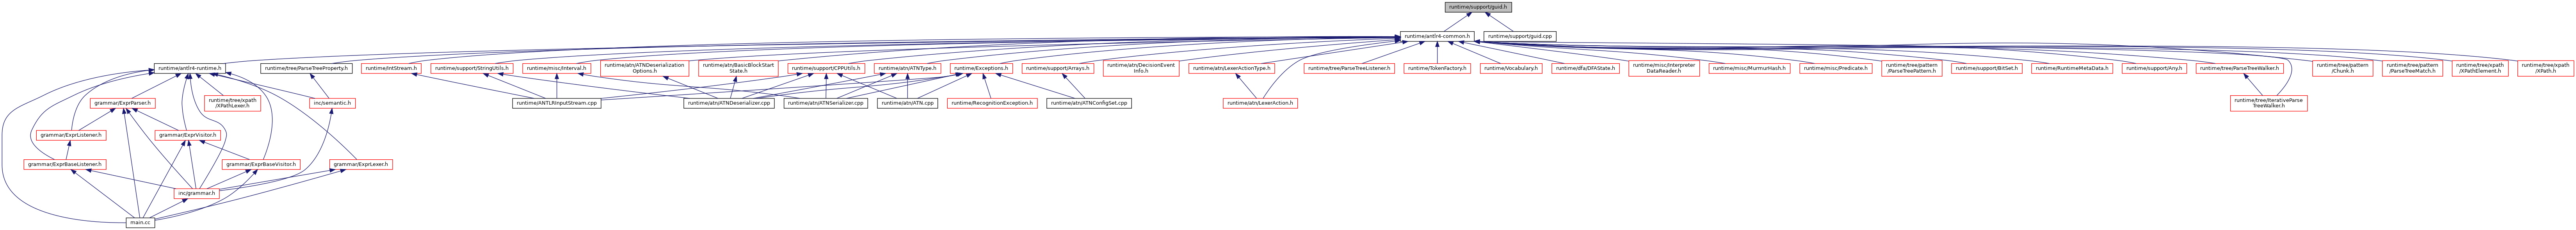 runtime/support/guid.h
runtime/antlr4-common.h
runtime/support/guid.cpp
runtime/antlr4-runtime.h
runtime/tree/ParseTreeProperty.h
runtime/IntStream.h
runtime/support/StringUtils.h
runtime/misc/Interval.h
runtime/atn/ATNDeserialization
Options.h
runtime/atn/BasicBlockStart
State.h
runtime/support/CPPUtils.h
runtime/atn/ATNType.h
runtime/Exceptions.h
runtime/support/Arrays.h
runtime/atn/DecisionEvent
Info.h
runtime/atn/LexerActionType.h
runtime/tree/ParseTreeListener.h
runtime/TokenFactory.h
runtime/Vocabulary.h
runtime/dfa/DFAState.h
runtime/misc/Interpreter
DataReader.h
runtime/misc/MurmurHash.h
runtime/misc/Predicate.h
runtime/tree/pattern
/ParseTreePattern.h
runtime/support/BitSet.h
runtime/RuntimeMetaData.h
runtime/support/Any.h
runtime/tree/ParseTreeWalker.h
runtime/tree/pattern
/Chunk.h
runtime/tree/pattern
/ParseTreeMatch.h
runtime/tree/xpath
/XPathElement.h
runtime/tree/xpath
/XPath.h
grammar/ExprParser.h
runtime/tree/xpath
/XPathLexer.h
inc/semantic.h
runtime/ANTLRInputStream.cpp
runtime/atn/ATNDeserializer.cpp
runtime/atn/ATNSerializer.cpp
runtime/atn/ATN.cpp
runtime/RecognitionException.h
runtime/atn/ATNConfigSet.cpp
runtime/atn/LexerAction.h
runtime/tree/IterativeParse
TreeWalker.h
grammar/ExprListener.h
grammar/ExprVisitor.h
grammar/ExprBaseListener.h
grammar/ExprBaseVisitor.h
grammar/ExprLexer.h
inc/grammar.h
main.cc